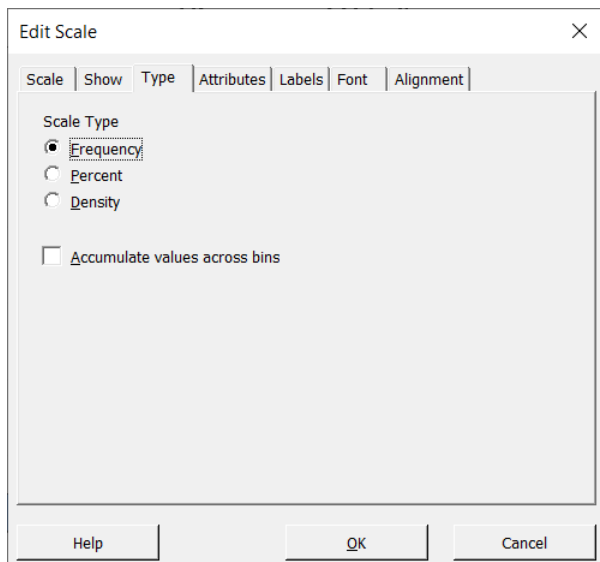 Edit Scale
Scale Show Type Attributes Labels Font Alignment
Scale Type
Frequency
Percent
Density
Accumulate values across bins
Help OK Cancel